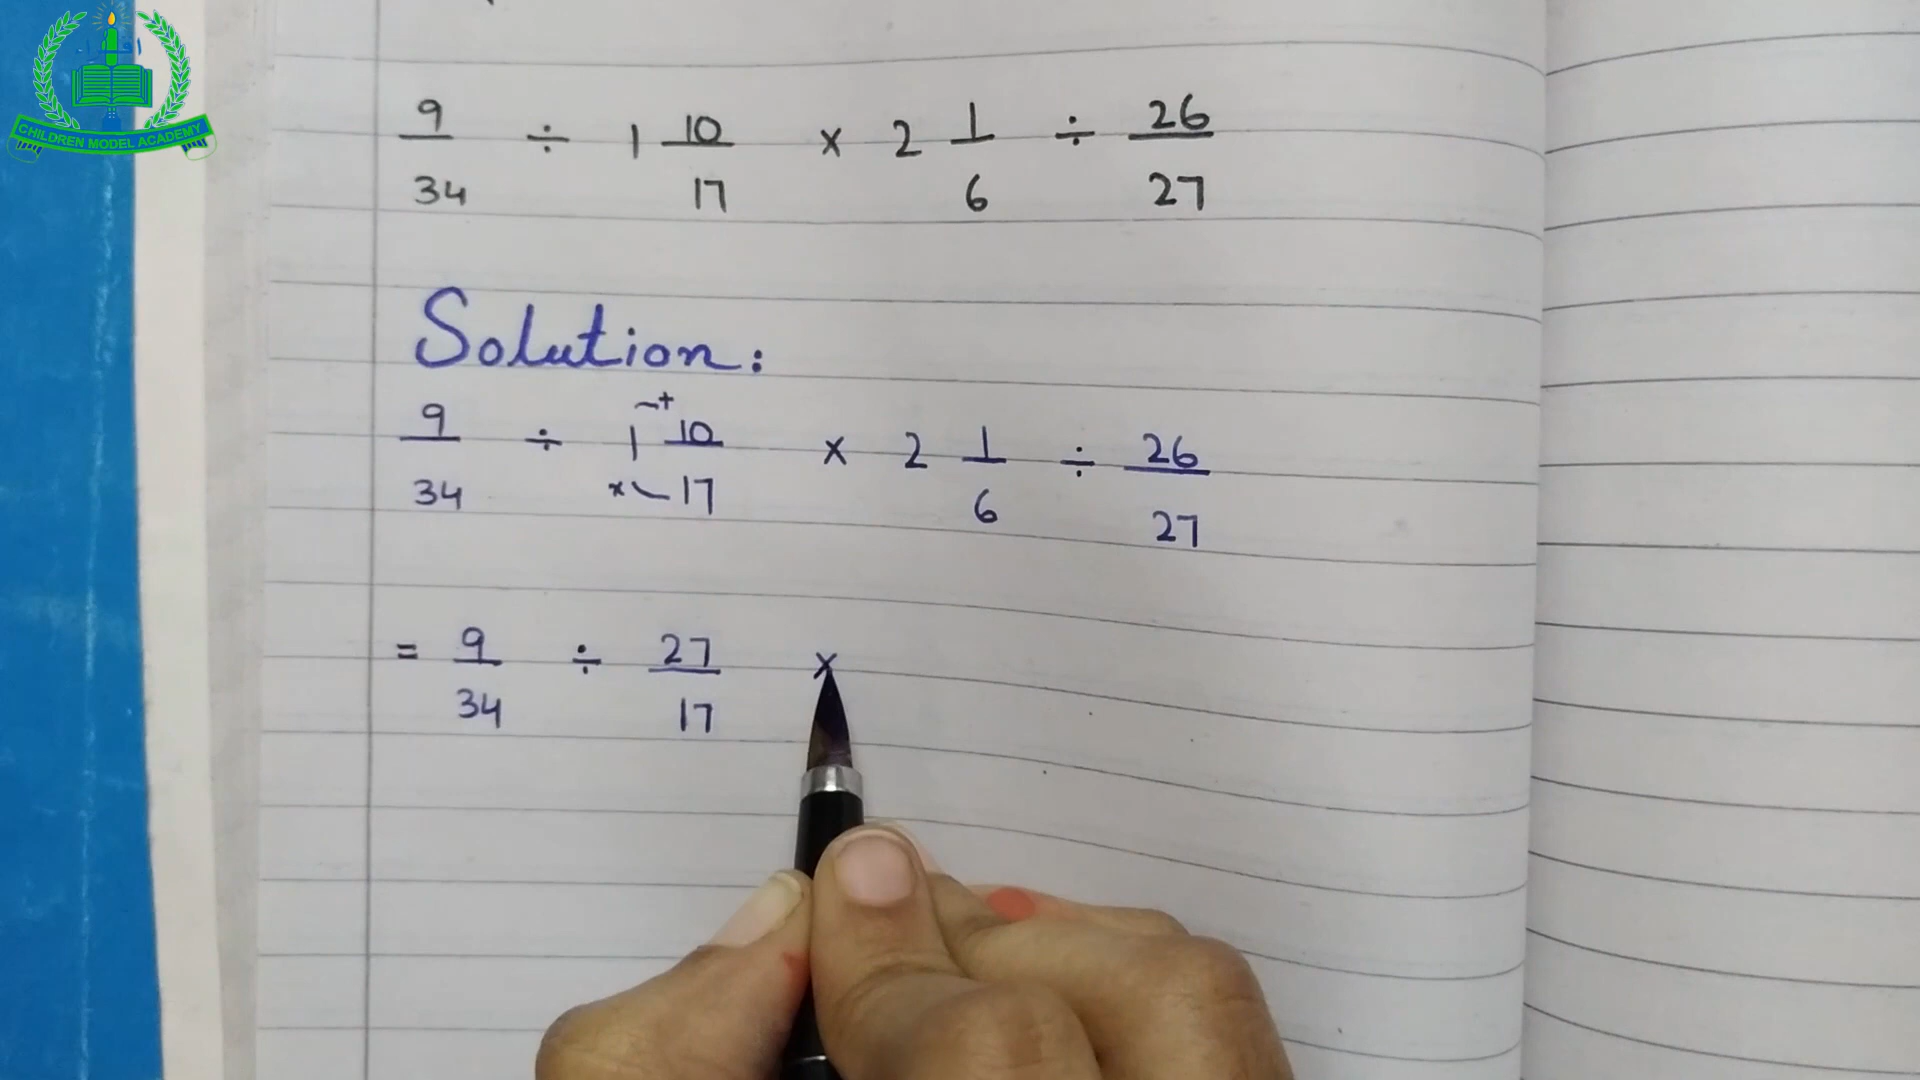 اقراء
CHILDREN MODEL ACADEMY
9/34 ÷ 1 10/17 × 2 1/6 ÷ 26/27
Solution:
9/34 ÷ 1 10/17 × 2 1/6 ÷ 26/27
= 9/34 ÷ 27/17 ×